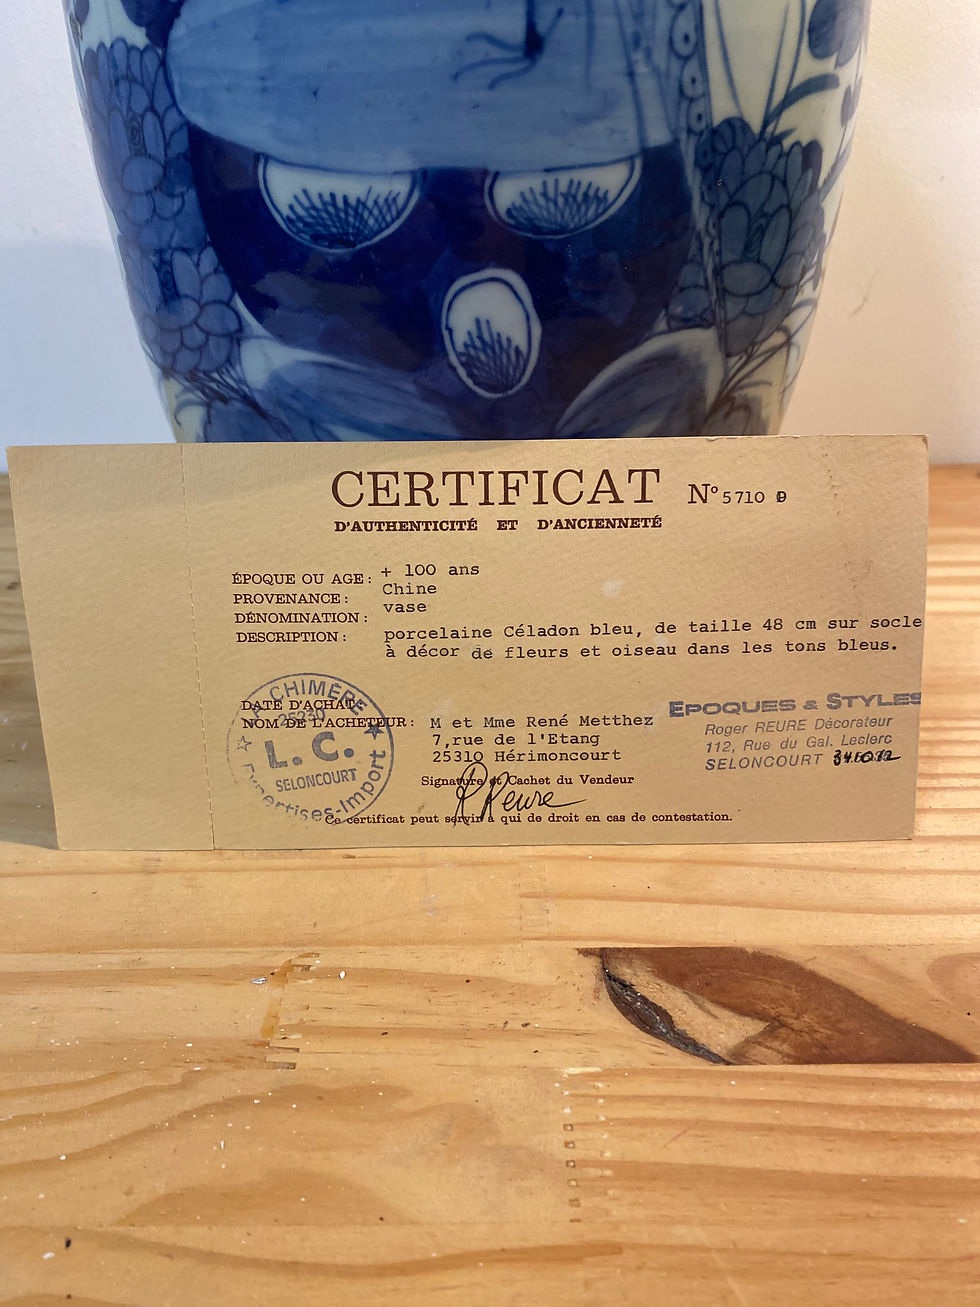 CERTIFICAT Nº 5710 D
D'AUTHENTICITÉ ET D'ANCIENNETÉ
ÉPOQUE OU AGE : + 100 ans
PROVENANCE : Chine
DÉNOMINATION : vase
DESCRIPTION : porcelaine Céladon bleu, de taille 48 cm sur socle
à décor de fleurs et oiseau dans les tons bleus.
DATE D'ACHAT
NOM DE L'ACHETEUR : M et Mme René Metthez
7,rue de l'Etang
25310 Hérimoncourt
CHIMÈRE
25230
L. C.
SELONCOURT
Expertises-Import
EPOQUES & STYLES
Roger REURE Décorateur
112, Rue du Gal. Leclerc
SELONCOURT
Signature et Cachet du Vendeur
R Reure
Ce certificat peut servir à qui de droit en cas de contestation.